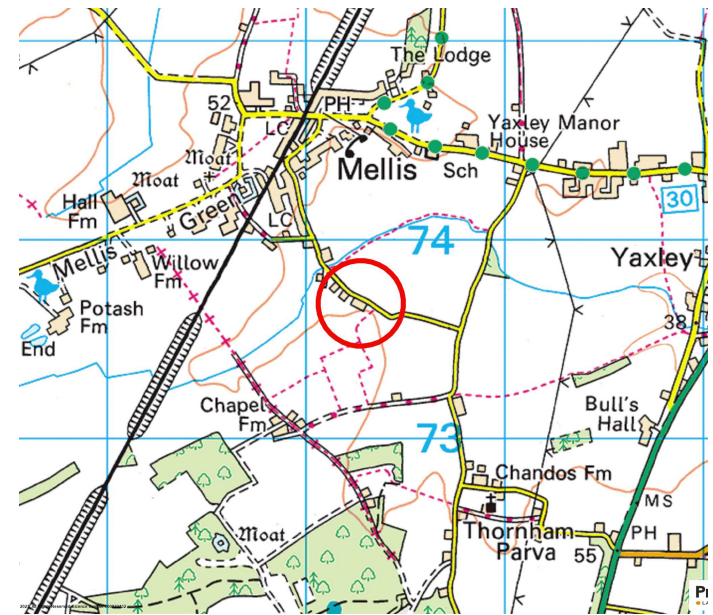 The Lodge
52
PH
LC
Yaxley Manor
House
Moat
Mellis
Sch
Moat
Hall
Fm
Green
LC
30
74
Mellis
Willow
Fm
Yaxley
Potash
Fm
38
End
Chapel
Fm
Bull's
Hall
73
Chandos Fm
MS
Moat
Thornham
Parva
PH
55